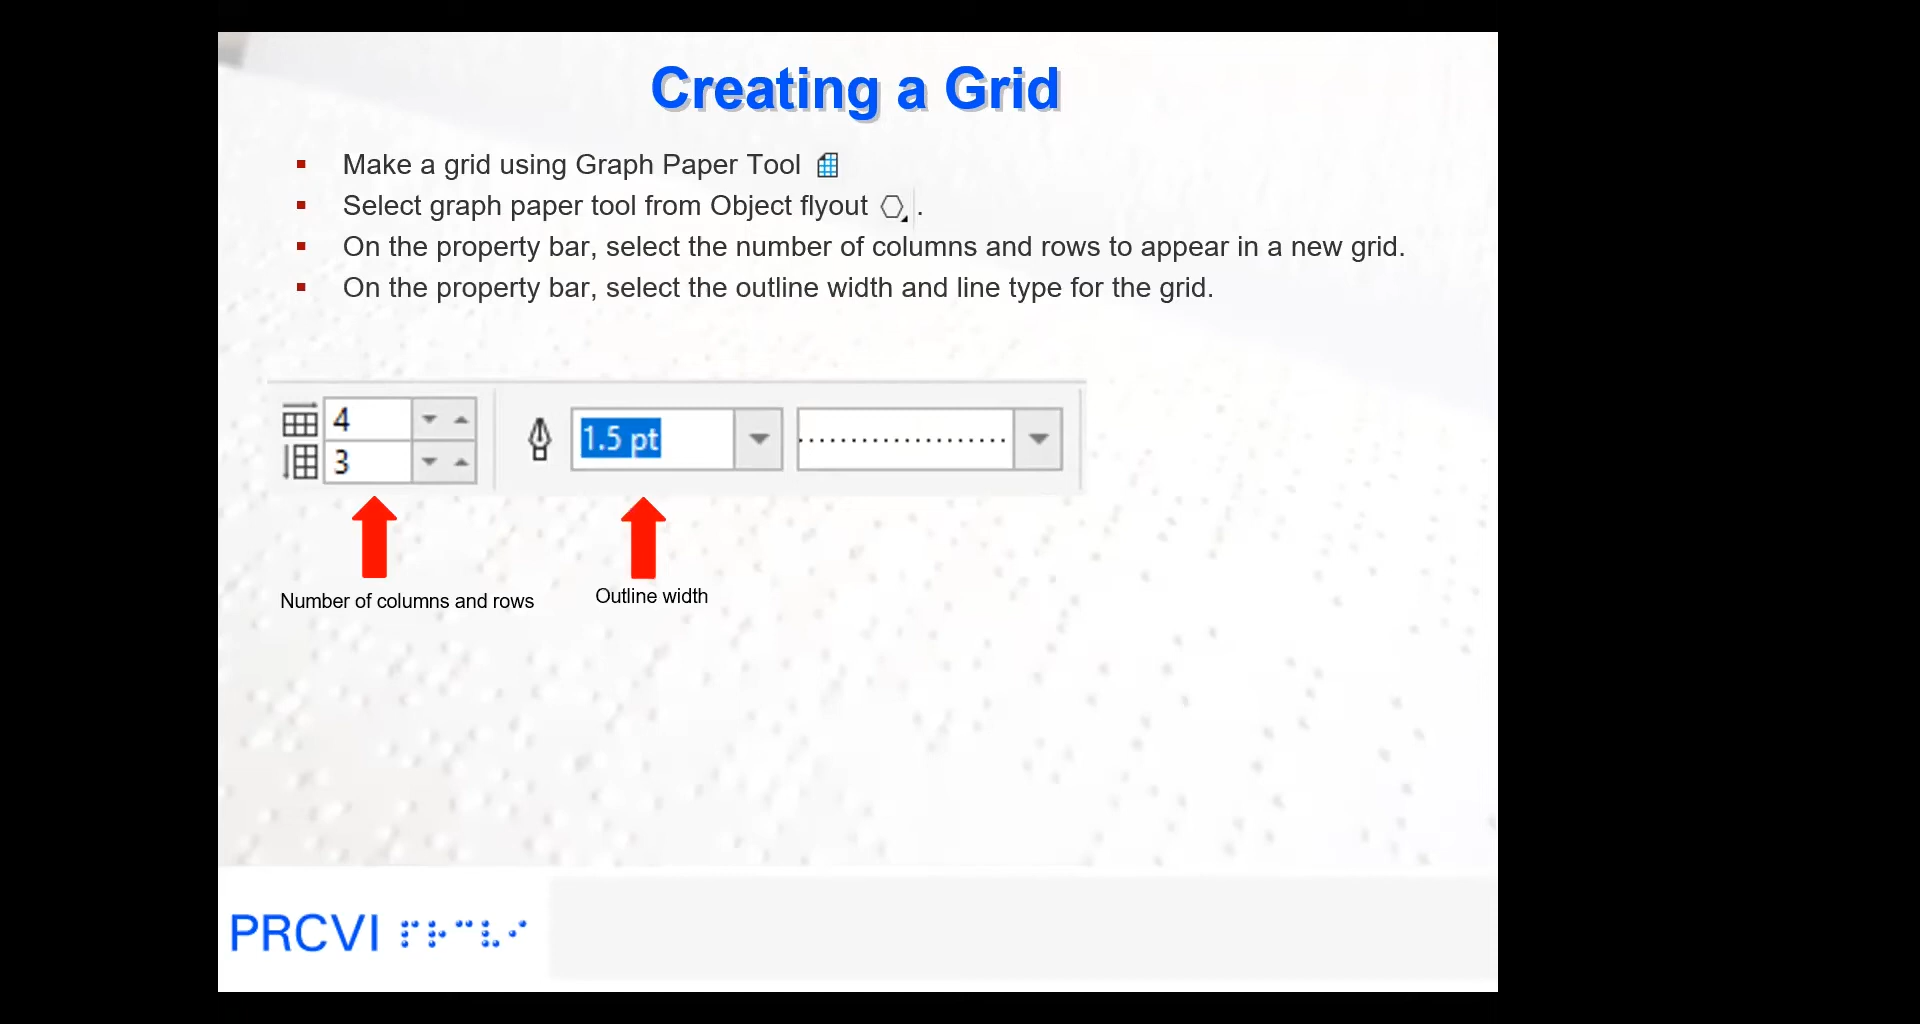 Creating a Grid
Make a grid using Graph Paper Tool
Select graph paper tool from Object flyout .
On the property bar, select the number of columns and rows to appear in a new grid.
On the property bar, select the outline width and line type for the grid.
4
3
1.5 pt
Number of columns and rows
Outline width
PRCVI ⠏⠗⠉⠧⠊